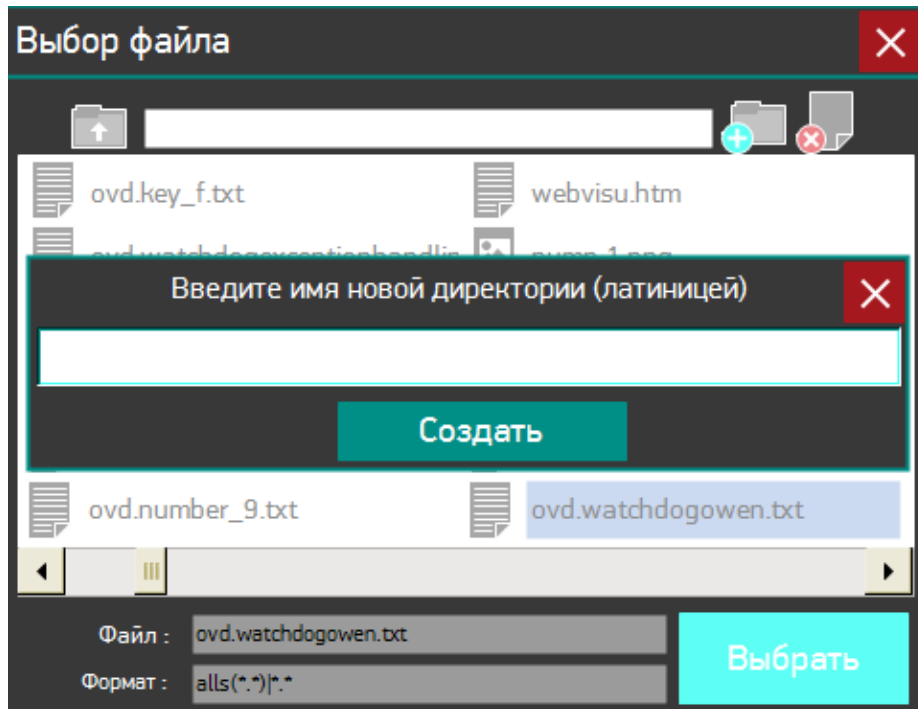 Выбор файла
ovd.key_f.txt
webvisu.htm
Введите имя новой директории (латиницей)
Создать
ovd.number_9.txt
ovd.watchdogowen.txt
Файл :
ovd.watchdogowen.txt
Выбрать
Формат :
alls(*.*)|*.*